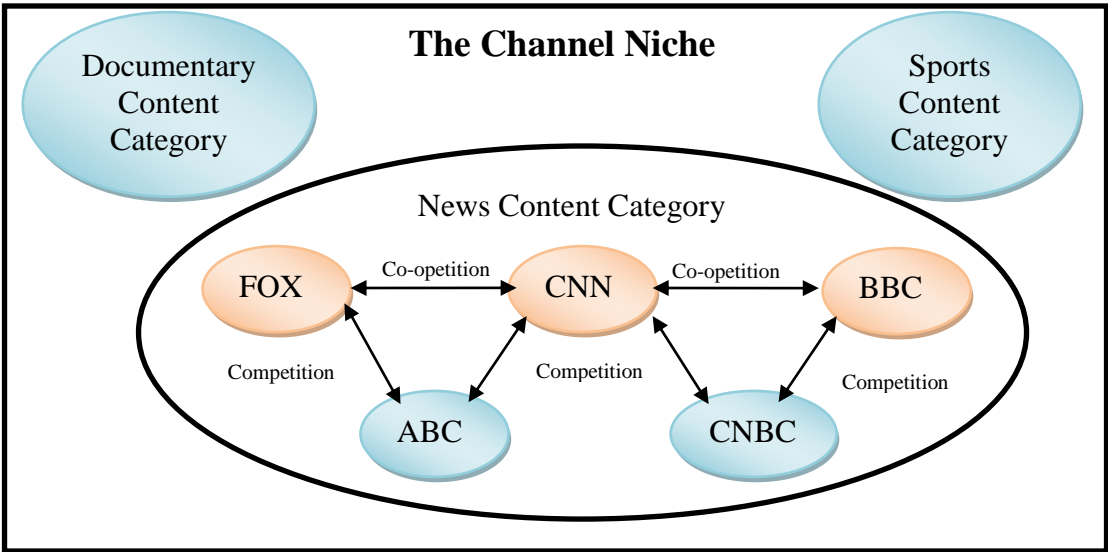 The Channel Niche
Documentary
Content
Category
Sports
Content
Category
News Content Category
FOX
Co-opetition
CNN
Co-opetition
BBC
Competition
Competition
Competition
ABC
CNBC